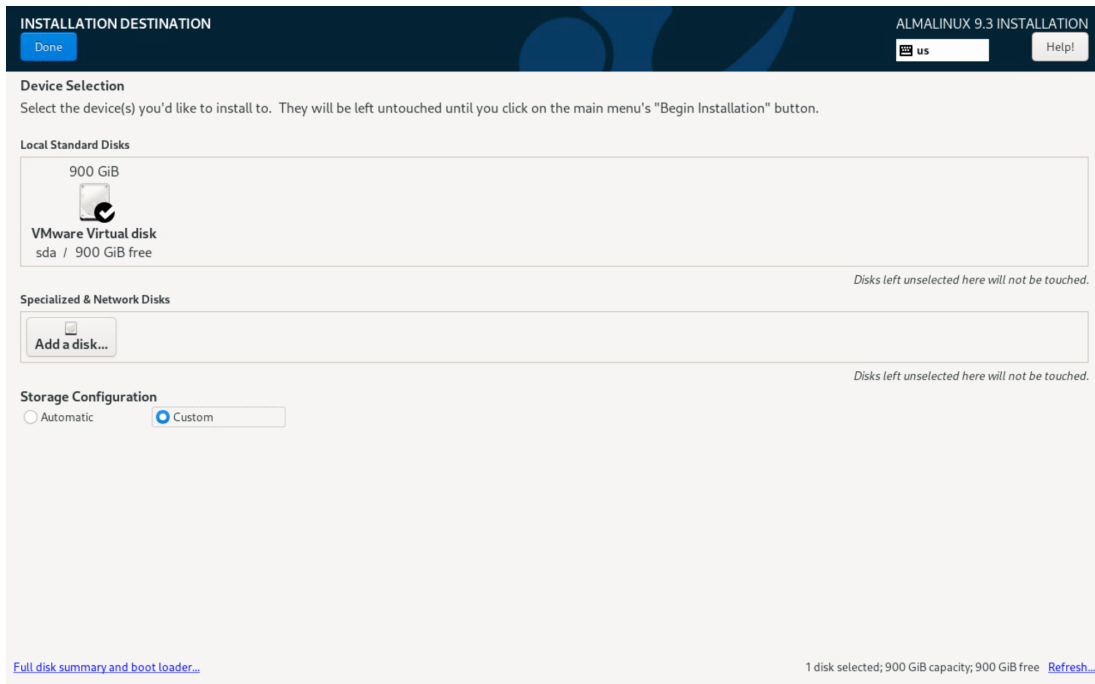 INSTALLATION DESTINATION
ALMALINUX 9.3 INSTALLATION
Done
us
Help!
Device Selection
Select the device(s) you'd like to install to.  They will be left untouched until you click on the main menu's "Begin Installation" button.
Local Standard Disks
900 GiB
VMware Virtual disk
sda / 900 GiB free
Disks left unselected here will not be touched.
Specialized & Network Disks
Add a disk...
Disks left unselected here will not be touched.
Storage Configuration
Automatic
Custom
Full disk summary and boot loader...
1 disk selected; 900 GiB capacity; 900 GiB free Refresh...